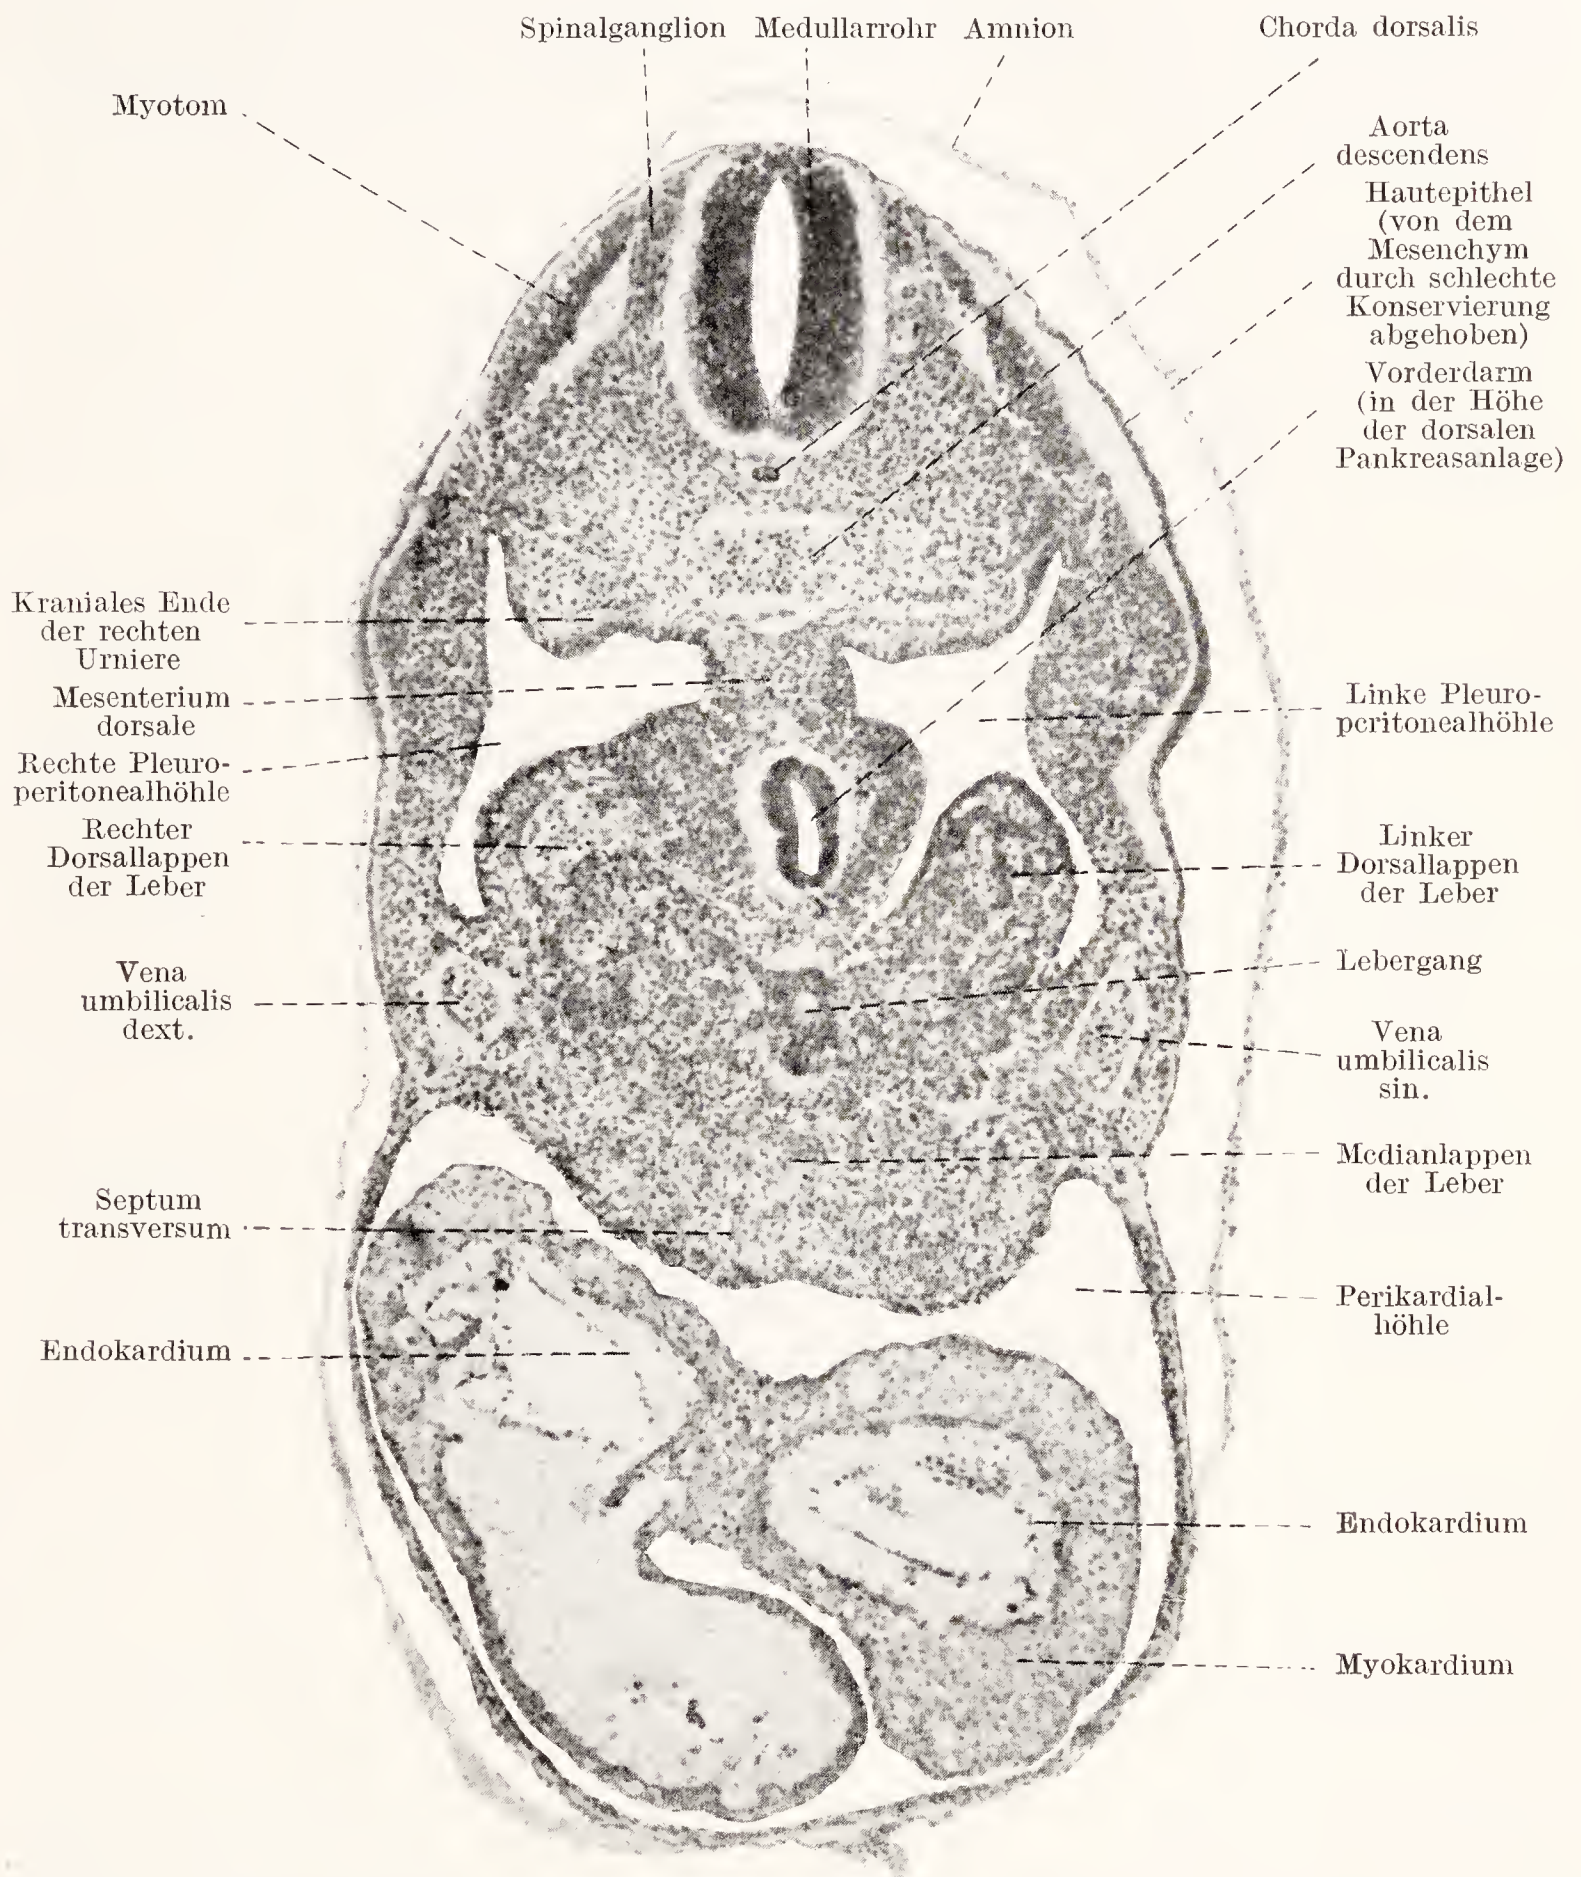 Spinalganglion Medullarrohr Amnion Chorda dorsalis
Myotom
Aorta
descendens
Hautepithel
(von dem
Mesenchym
durch schlechte
Konservierung
abgehoben)
Vorderdarm
(in der Höhe
der dorsalen
Pankreasanlage)
Kraniales Ende
der rechten
Urniere
Mesenterium
dorsale
Rechte Pleuro-
peritonealhöhle
Rechter
Dorsallappen
der Leber
Vena
umbilicalis
dext.
Septum
transversum
Endokardium
Linke Pleuro-
peritonealhöhle
Linker
Dorsallappen
der Leber
Lebergang
Vena
umbilicalis
sin.
Medianlappen
der Leber
Perikardial-
höhle
Endokardium
Myokardium